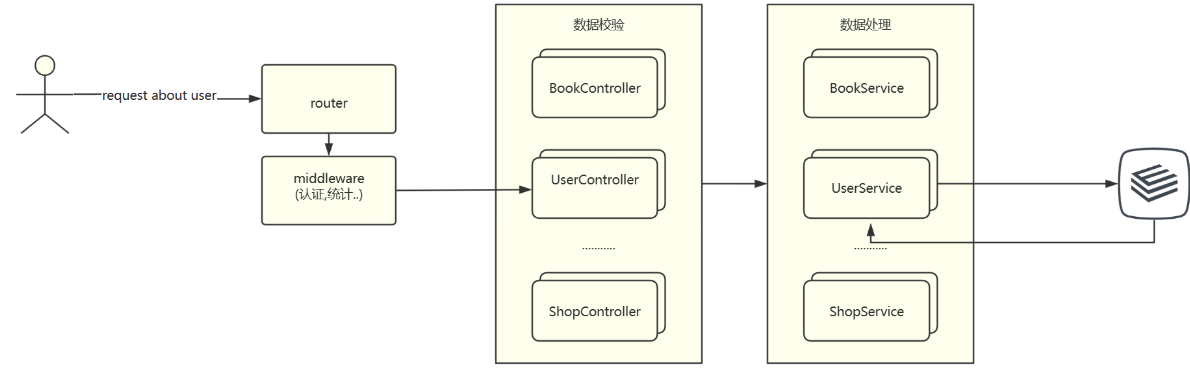 request about user
router
middleware
(认证,统计..)
数据校验
BookController
UserController
...........
ShopController
数据处理
BookService
UserService
...........
ShopService